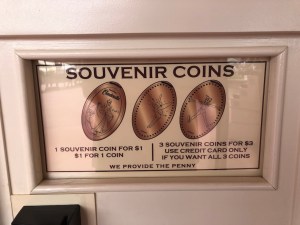 SOUVENIR COINS
1 SOUVENIR COIN FOR $1
$1 FOR 1 COIN
3 SOUVENIR COINS FOR $3
USE CREDIT CARD ONLY
IF YOU WANT ALL 3 COINS
WE PROVIDE THE PENNY